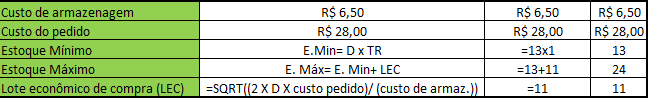 Custo de armazenagem R$ 6,50 R$ 6,50 R$ 6,50
Custo do pedido R$ 28,00 R$ 28,00 R$ 28,00
Estoque Mínimo E.Min= D x TR =13x1 13
Estoque Máximo E. Máx= E. Min+ LEC =13+11 24
Lote econômico de compra (LEC) =SQRT((2 X D X custo pedido)/ (custo de armaz.)) =11 11